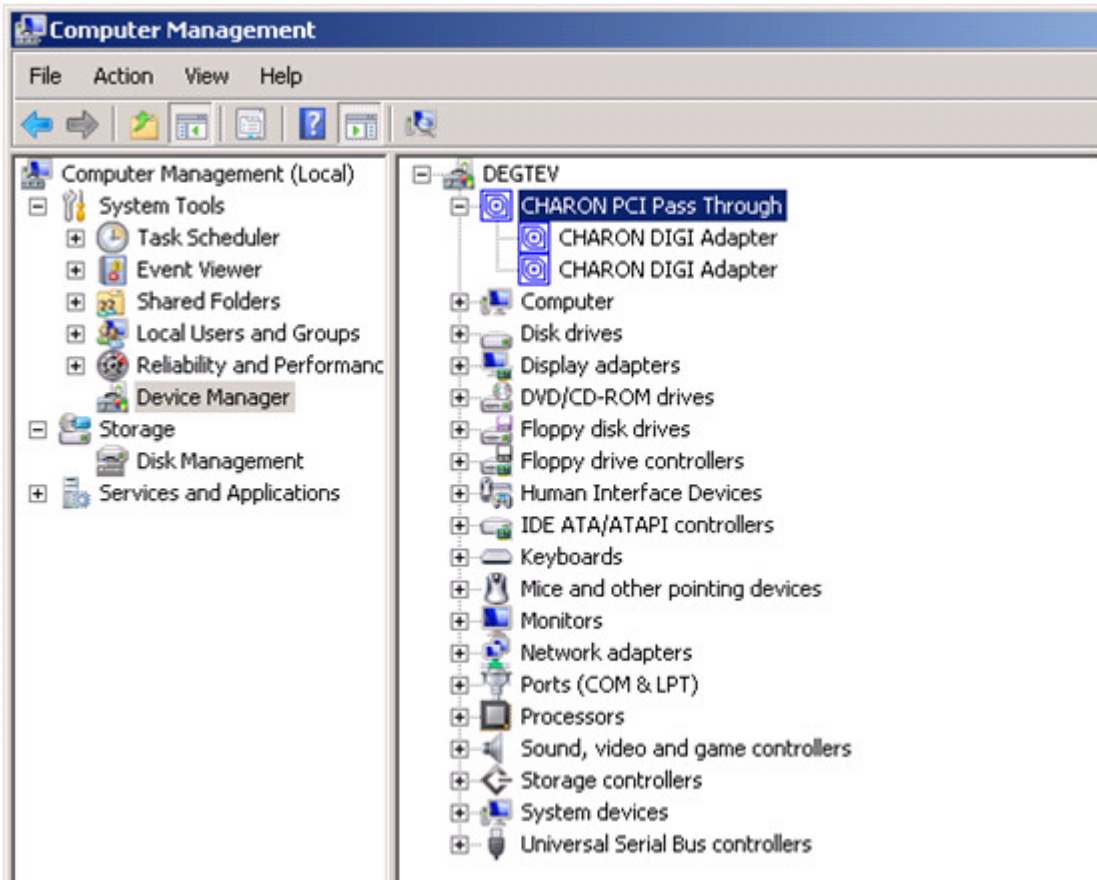 Computer Management
File Action View Help
Computer Management (Local)
System Tools
Task Scheduler
Event Viewer
Shared Folders
Local Users and Groups
Reliability and Performanc
Device Manager
Storage
Disk Management
Services and Applications
DEGTEV
CHARON PCI Pass Through
CHARON DIGI Adapter
CHARON DIGI Adapter
Computer
Disk drives
Display adapters
DVD/CD-ROM drives
Floppy disk drives
Floppy drive controllers
Human Interface Devices
IDE ATA/ATAPI controllers
Keyboards
Mice and other pointing devices
Monitors
Network adapters
Ports (COM & LPT)
Processors
Sound, video and game controllers
Storage controllers
System devices
Universal Serial Bus controllers